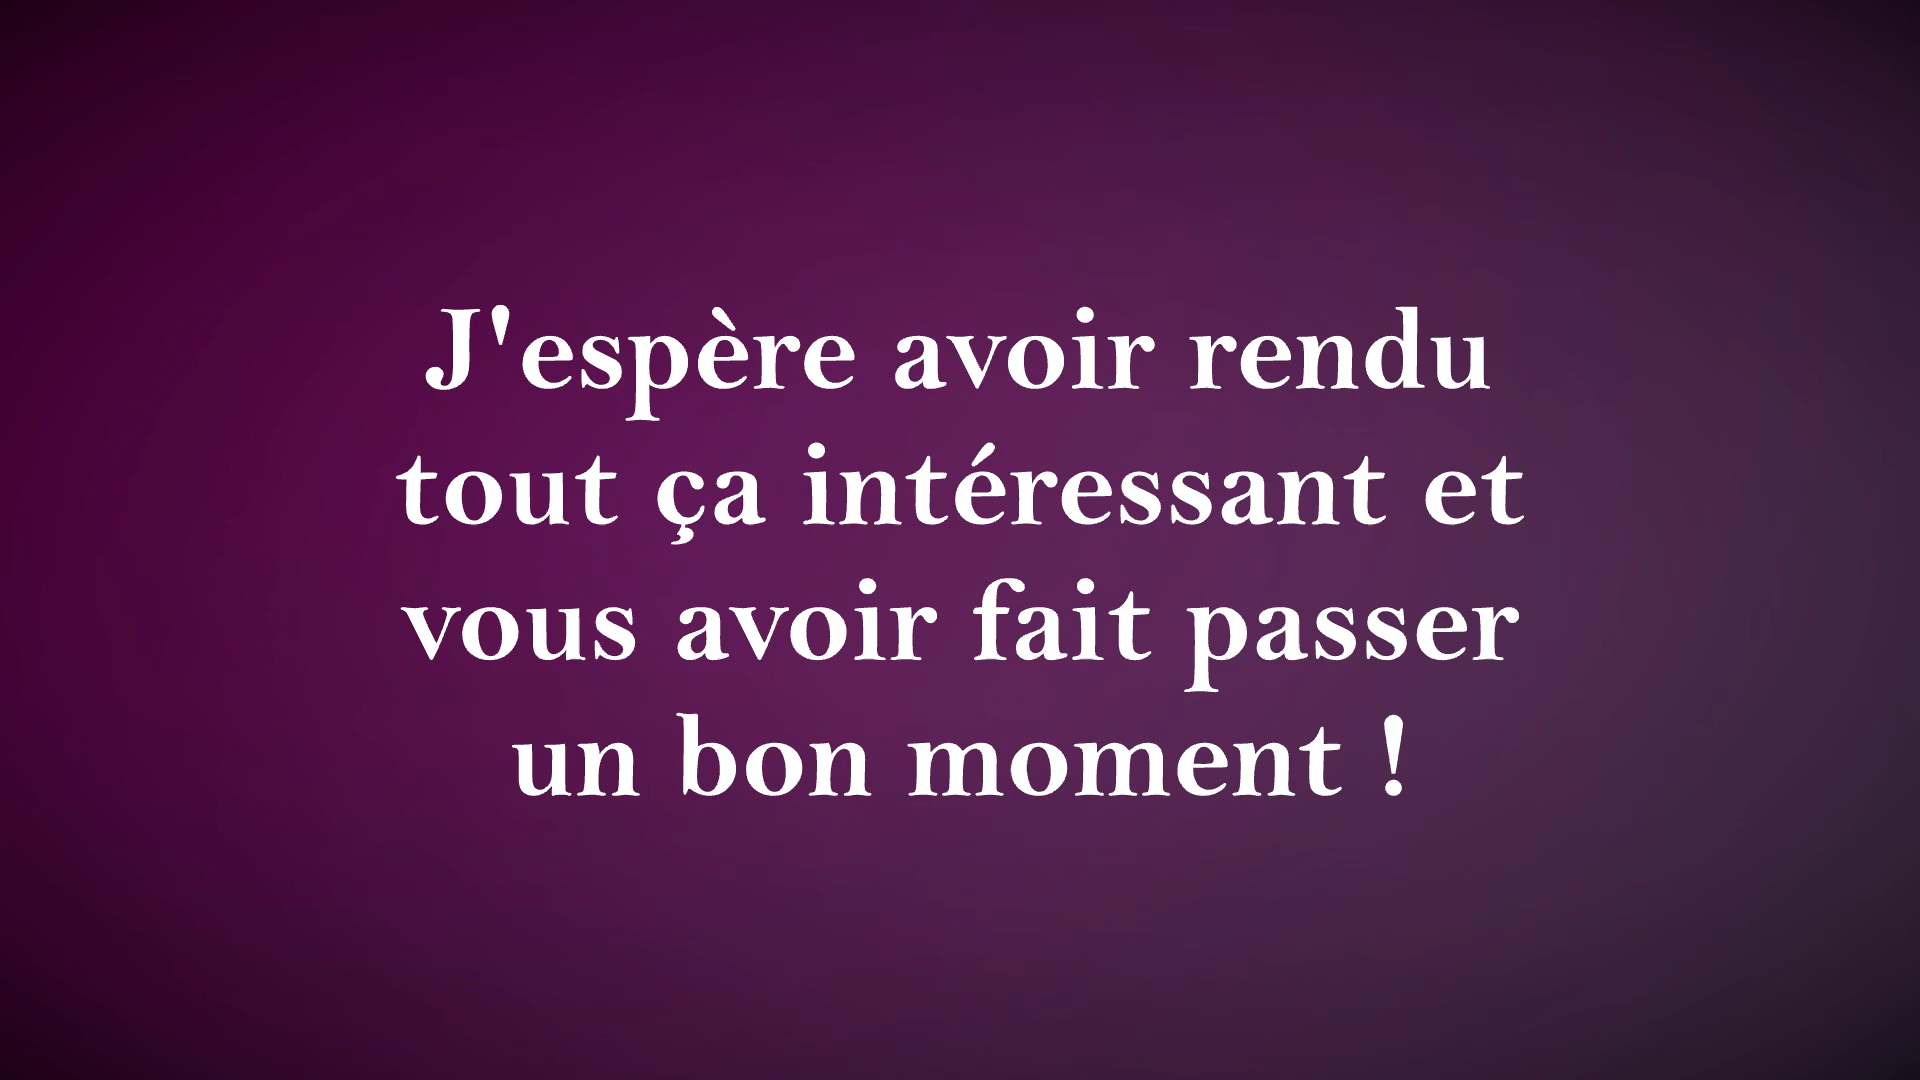 J'espère avoir rendu
tout ça intéressant et
vous avoir fait passer
un bon moment !